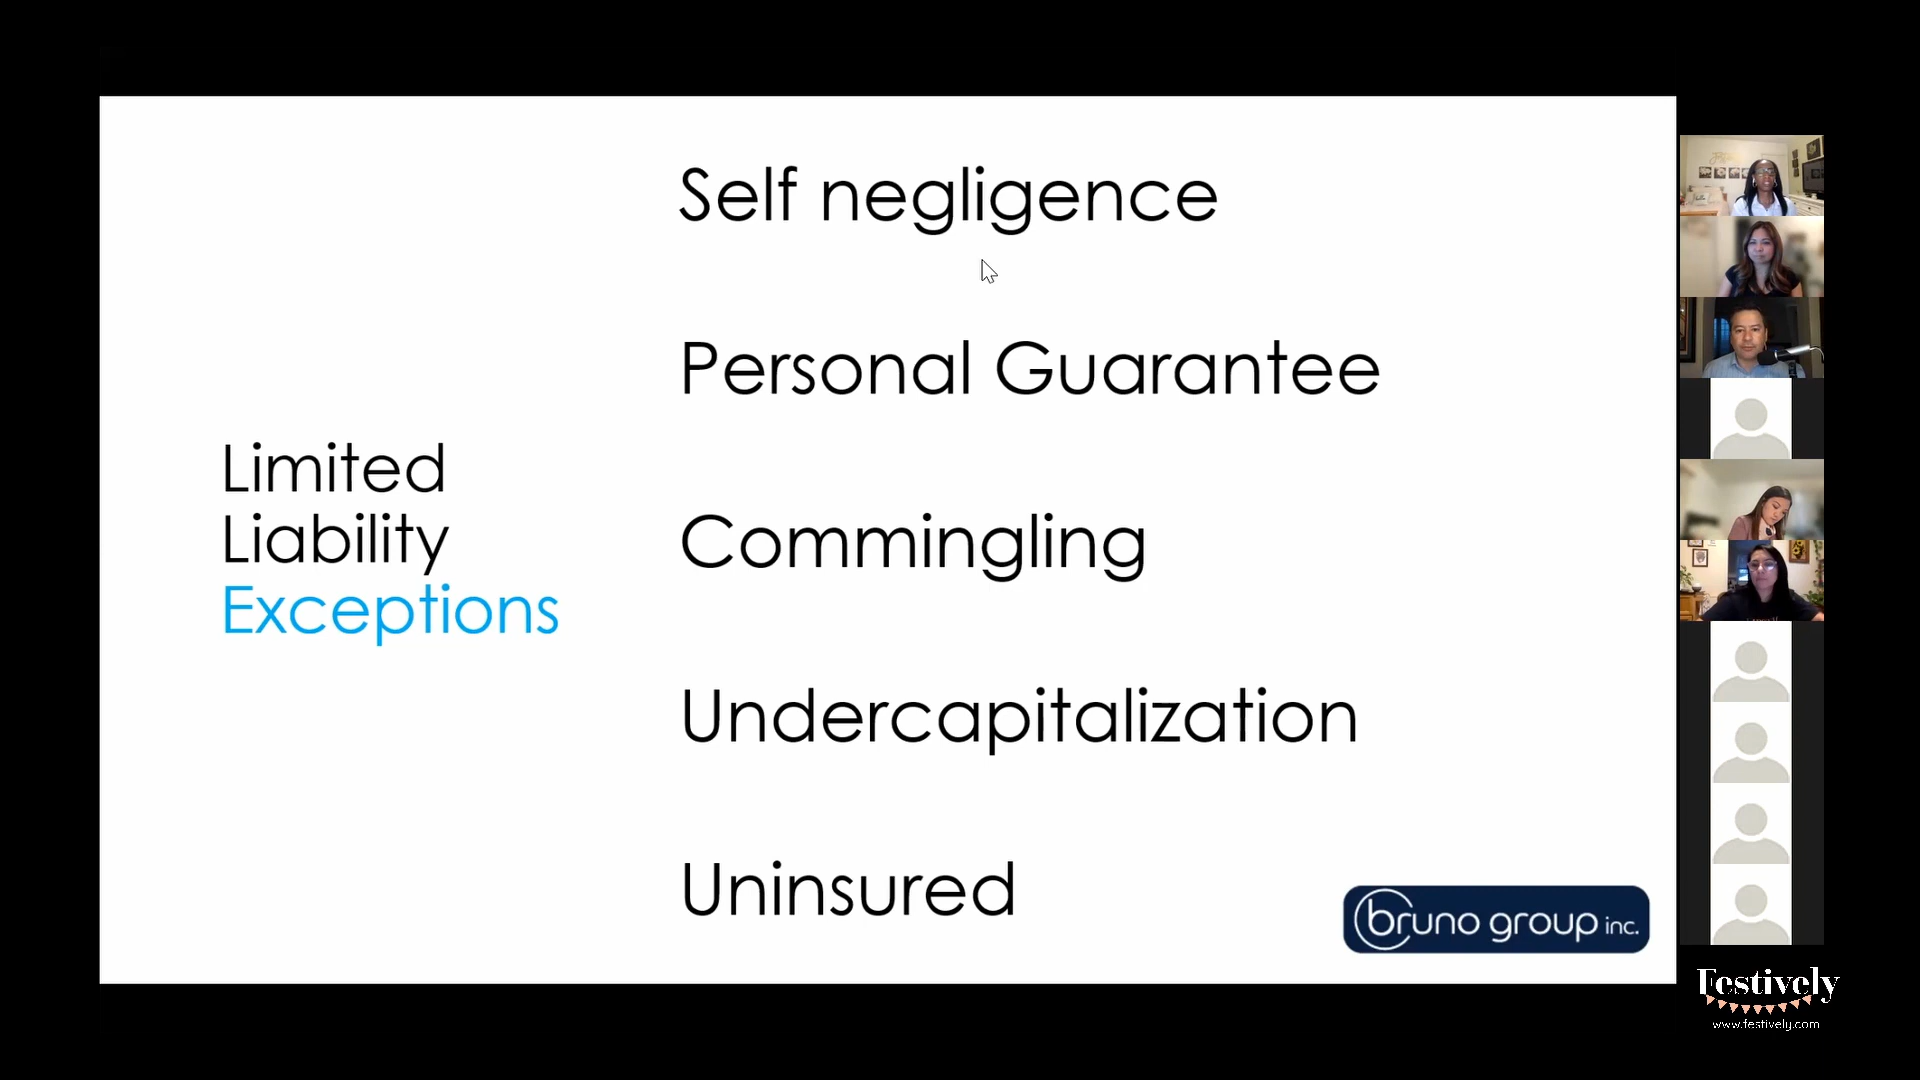 Limited
Liability
Exceptions
Self negligence
Personal Guarantee
Commingling
Undercapitalization
Uninsured
bruno group inc.
Festively
www.festively.com